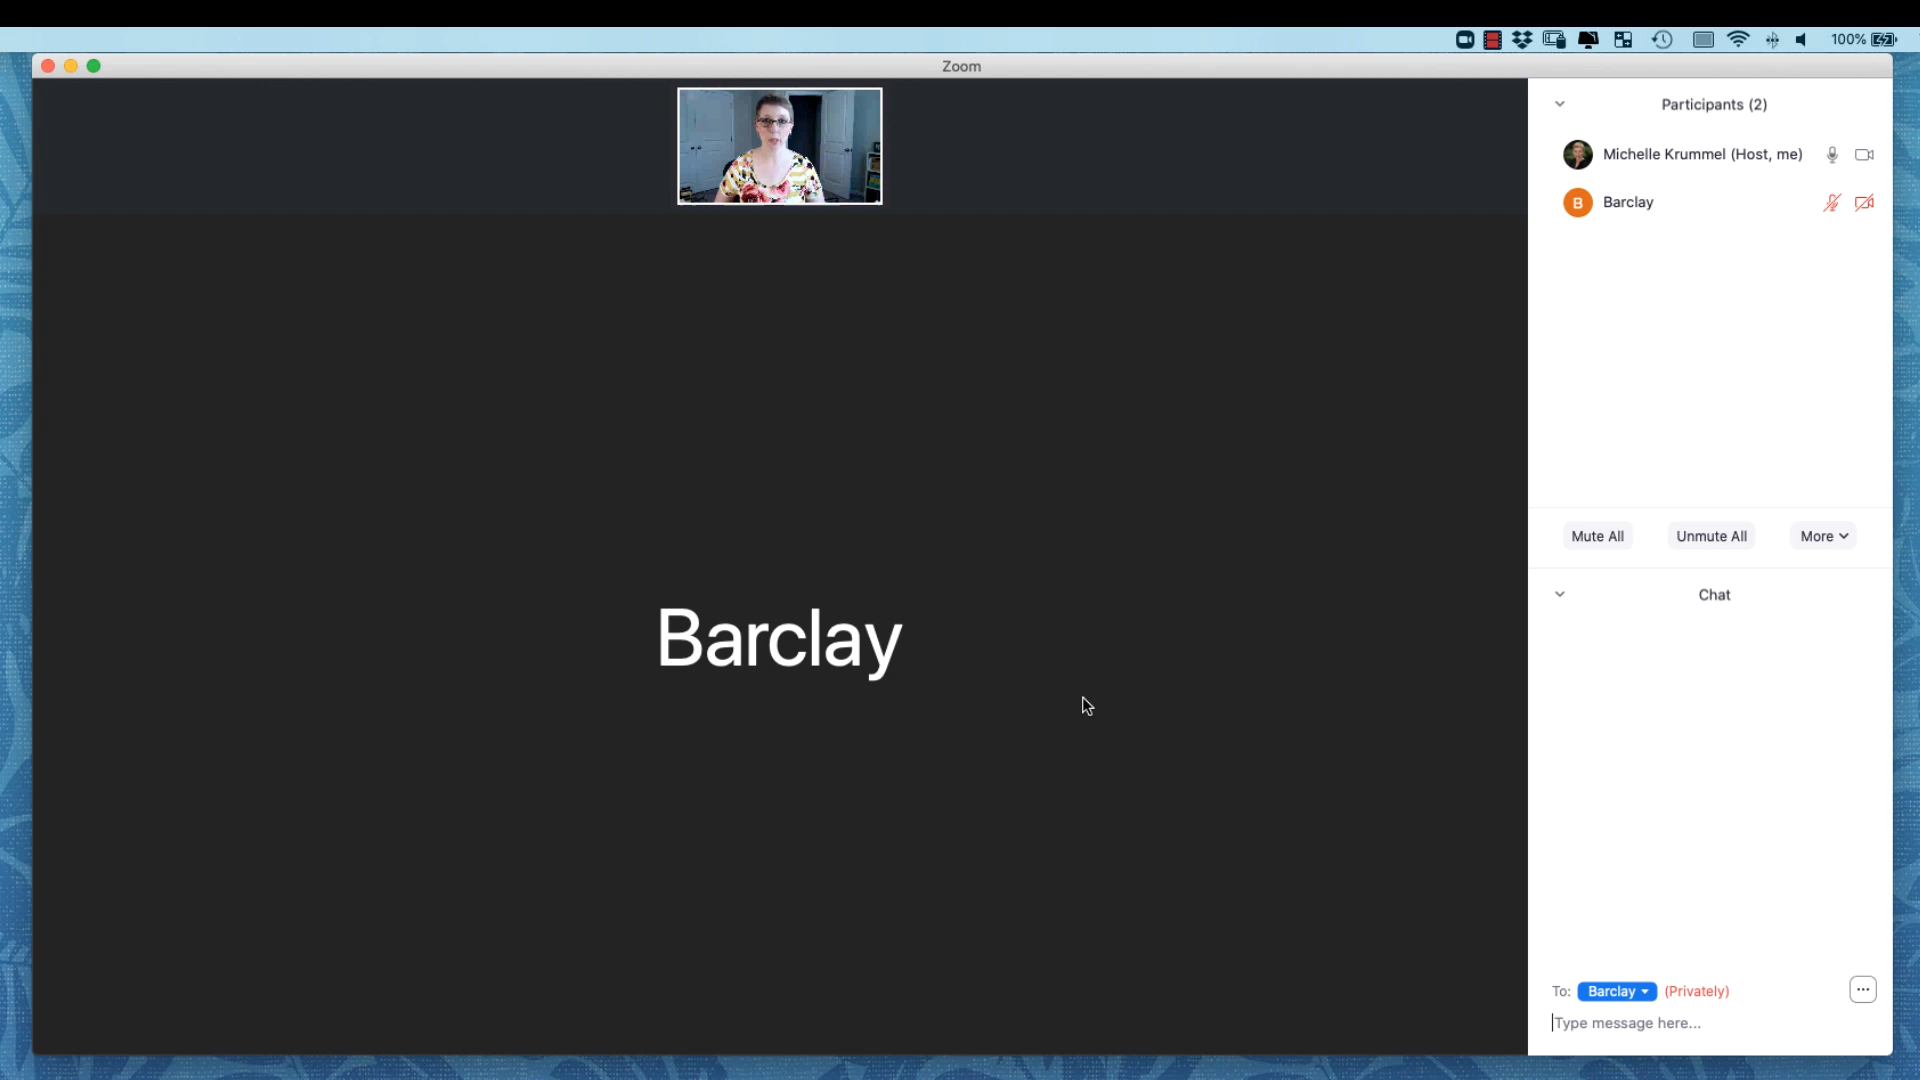 100%
Zoom
Participants (2)
Michelle Krummel (Host, me)
B Barclay
Mute All Unmute All More
Chat
Barclay
To: Barclay (Privately)
Type message here...